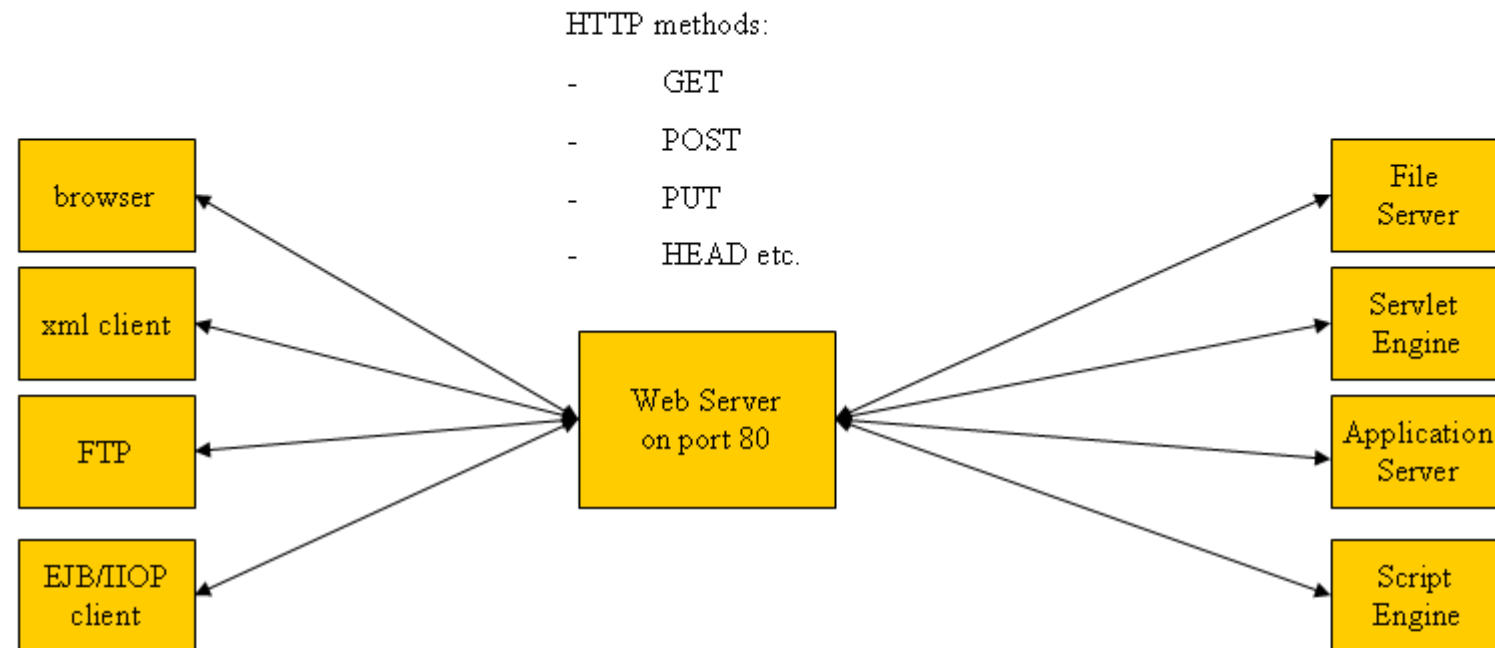 HTTP methods:
- GET
- POST
- PUT
- HEAD etc.
browser
xml client
FTP
EJB/IIOP
client
Web Server
on port 80
File
Server
Servlet
Engine
Application
Server
Script
Engine